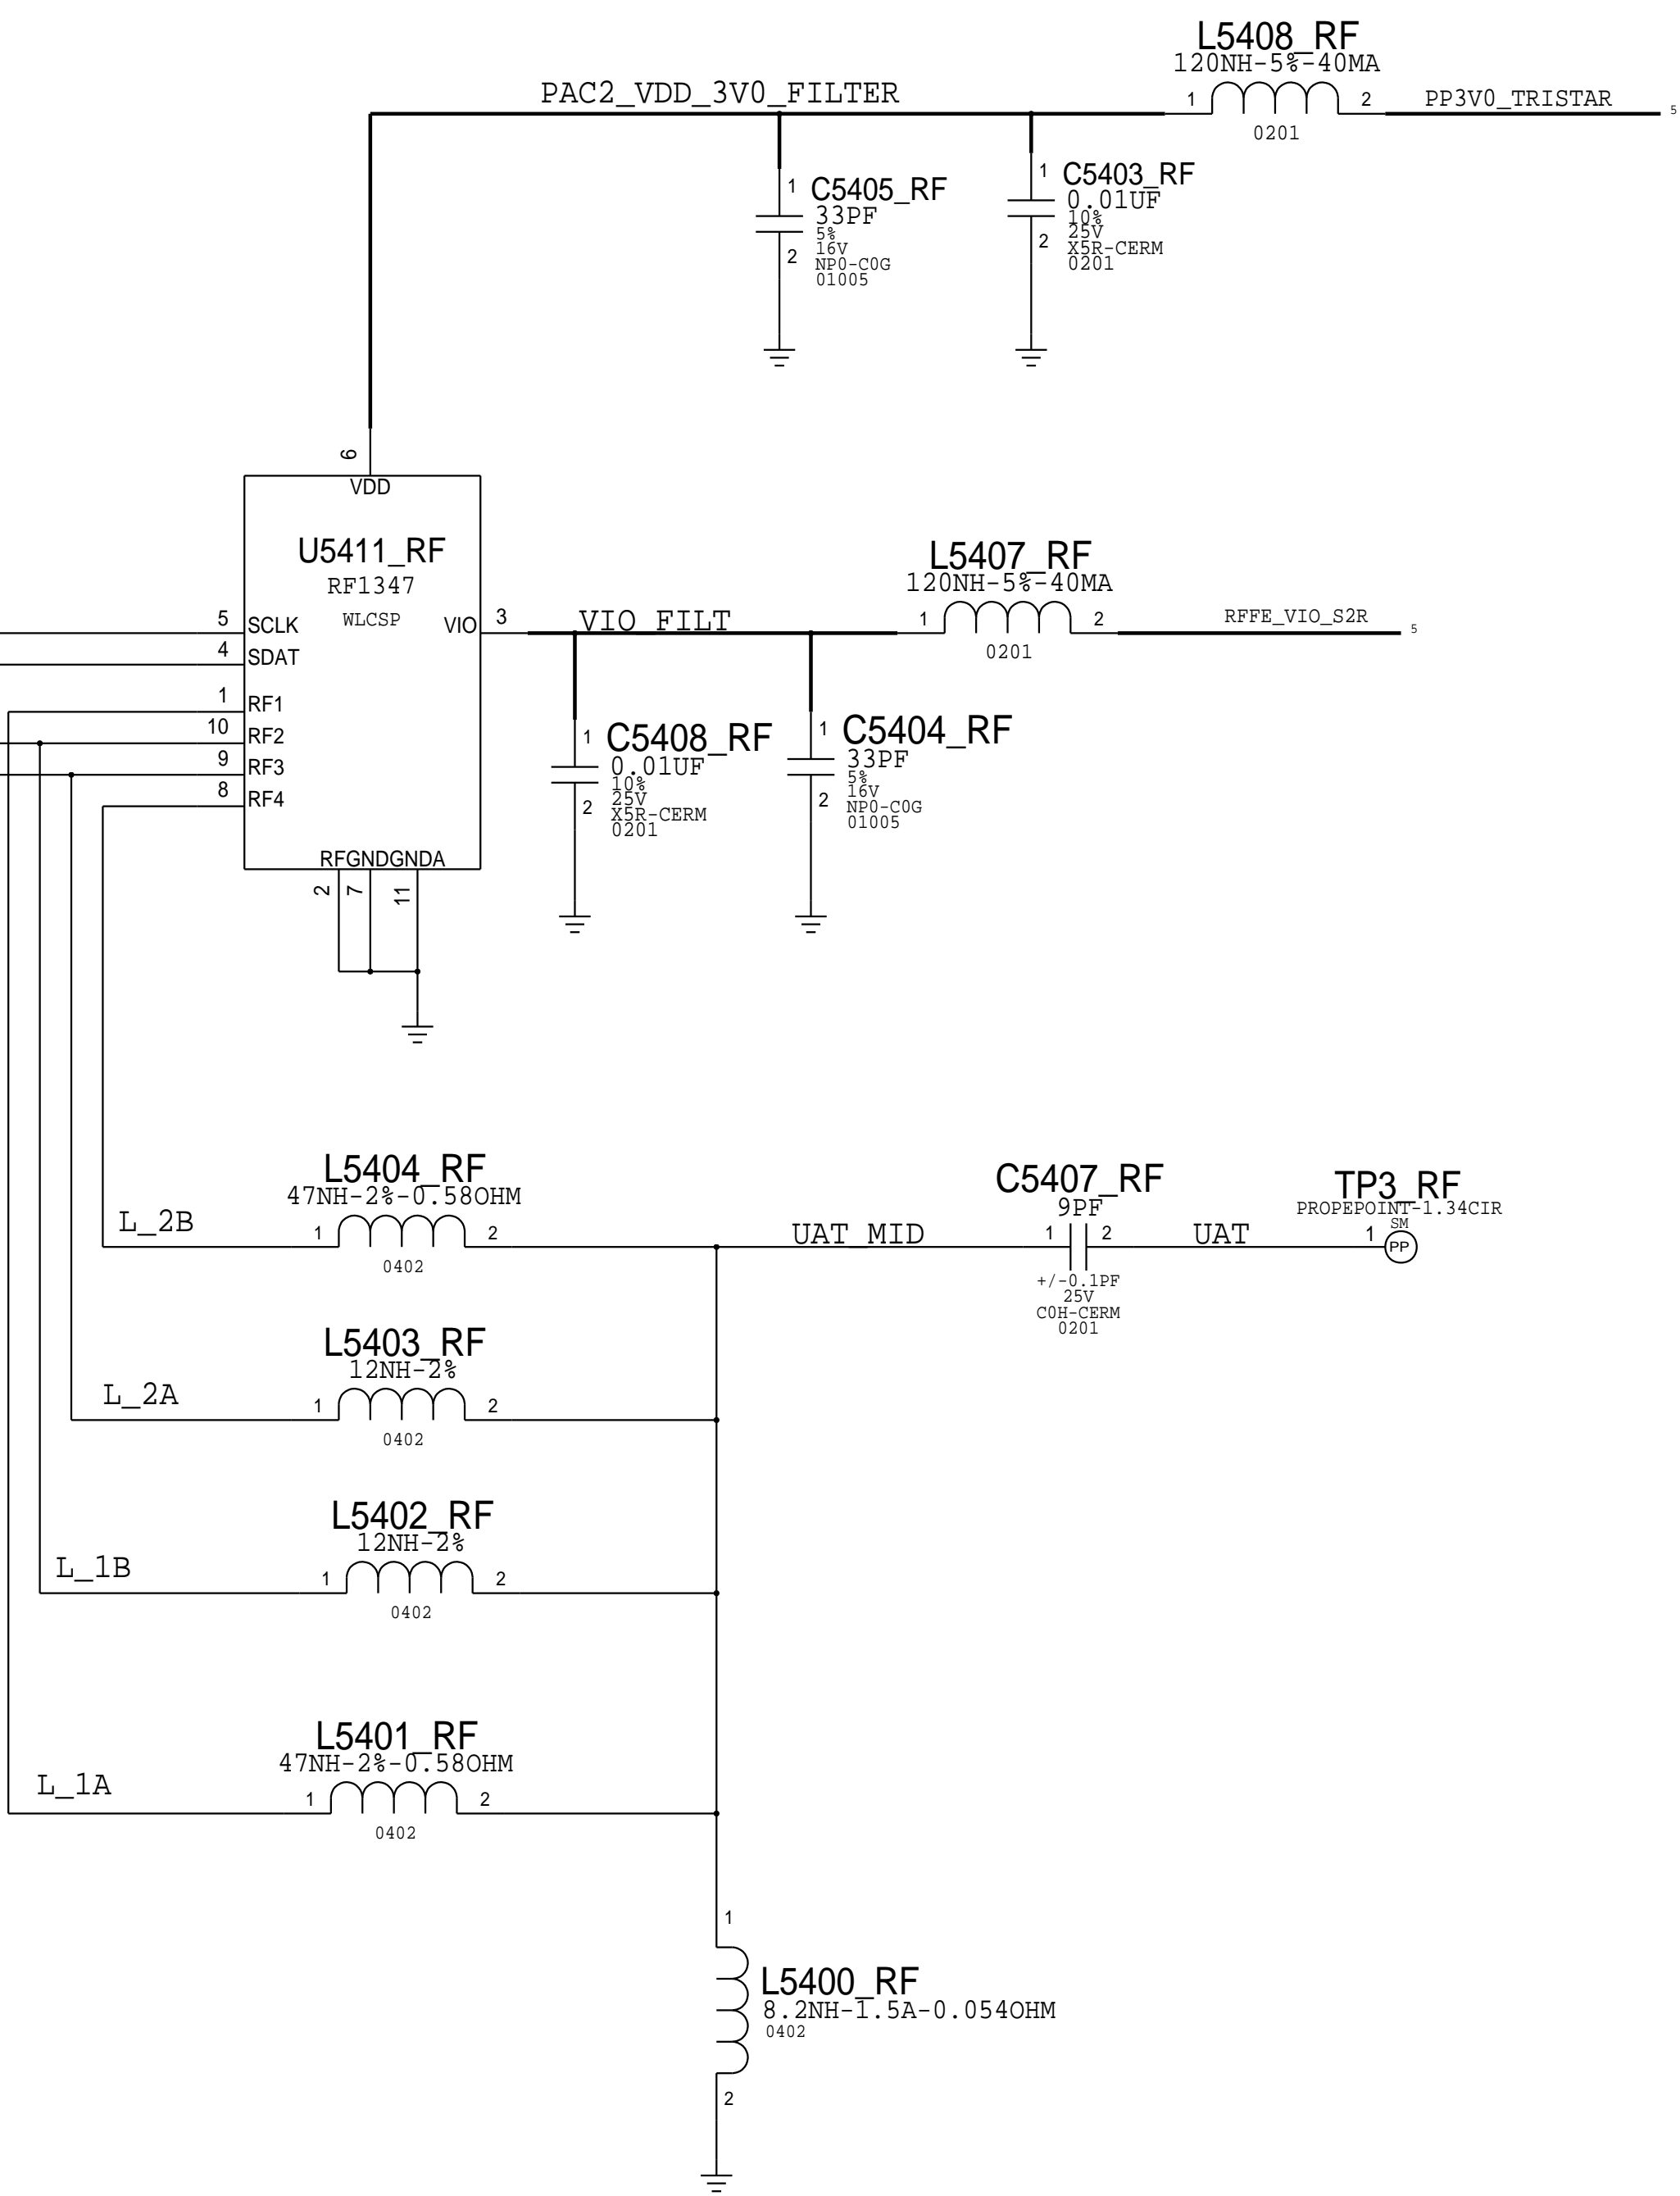 L5408_RF
120NH-5%-40MA
PAC2_VDD_3V0_FILTER
1
2
PP3V0_TRISTAR
5
0201
1
C5405_RF
33PF
5%
16V
2
NP0-C0G
01005
1
C5403_RF
0.01UF
10%
25V
2
X5R-CERM
0201
6
VDD
U5411_RF
RF1347
WLCSP
5
SCLK
4
SDAT
1
RF1
10
RF2
9
RF3
8
RF4
VIO
3
RFGNDGNDA
2
7
11
VIO_FILT
L5407_RF
120NH-5%-40MA
1
2
0201
RFFE_VIO_S2R
5
1
C5408_RF
0.01UF
10%
25V
2
X5R-CERM
0201
1
C5404_RF
33PF
5%
16V
2
NP0-C0G
01005
L5404_RF
47NH-2%-0.58OHM
L_2B
1
2
0402
UAT_MID
C5407_RF
9PF
1
2
+/-0.1PF
25V
C0H-CERM
0201
UAT
TP3_RF
PROPEPOINT-1.34CIR
SM
1
PP
L5403_RF
12NH-2%
L_2A
1
2
0402
L5402_RF
12NH-2%
L_1B
1
2
0402
L5401_RF
47NH-2%-0.58OHM
L_1A
1
2
0402
1
L5400_RF
8.2NH-1.5A-0.054OHM
0402
2